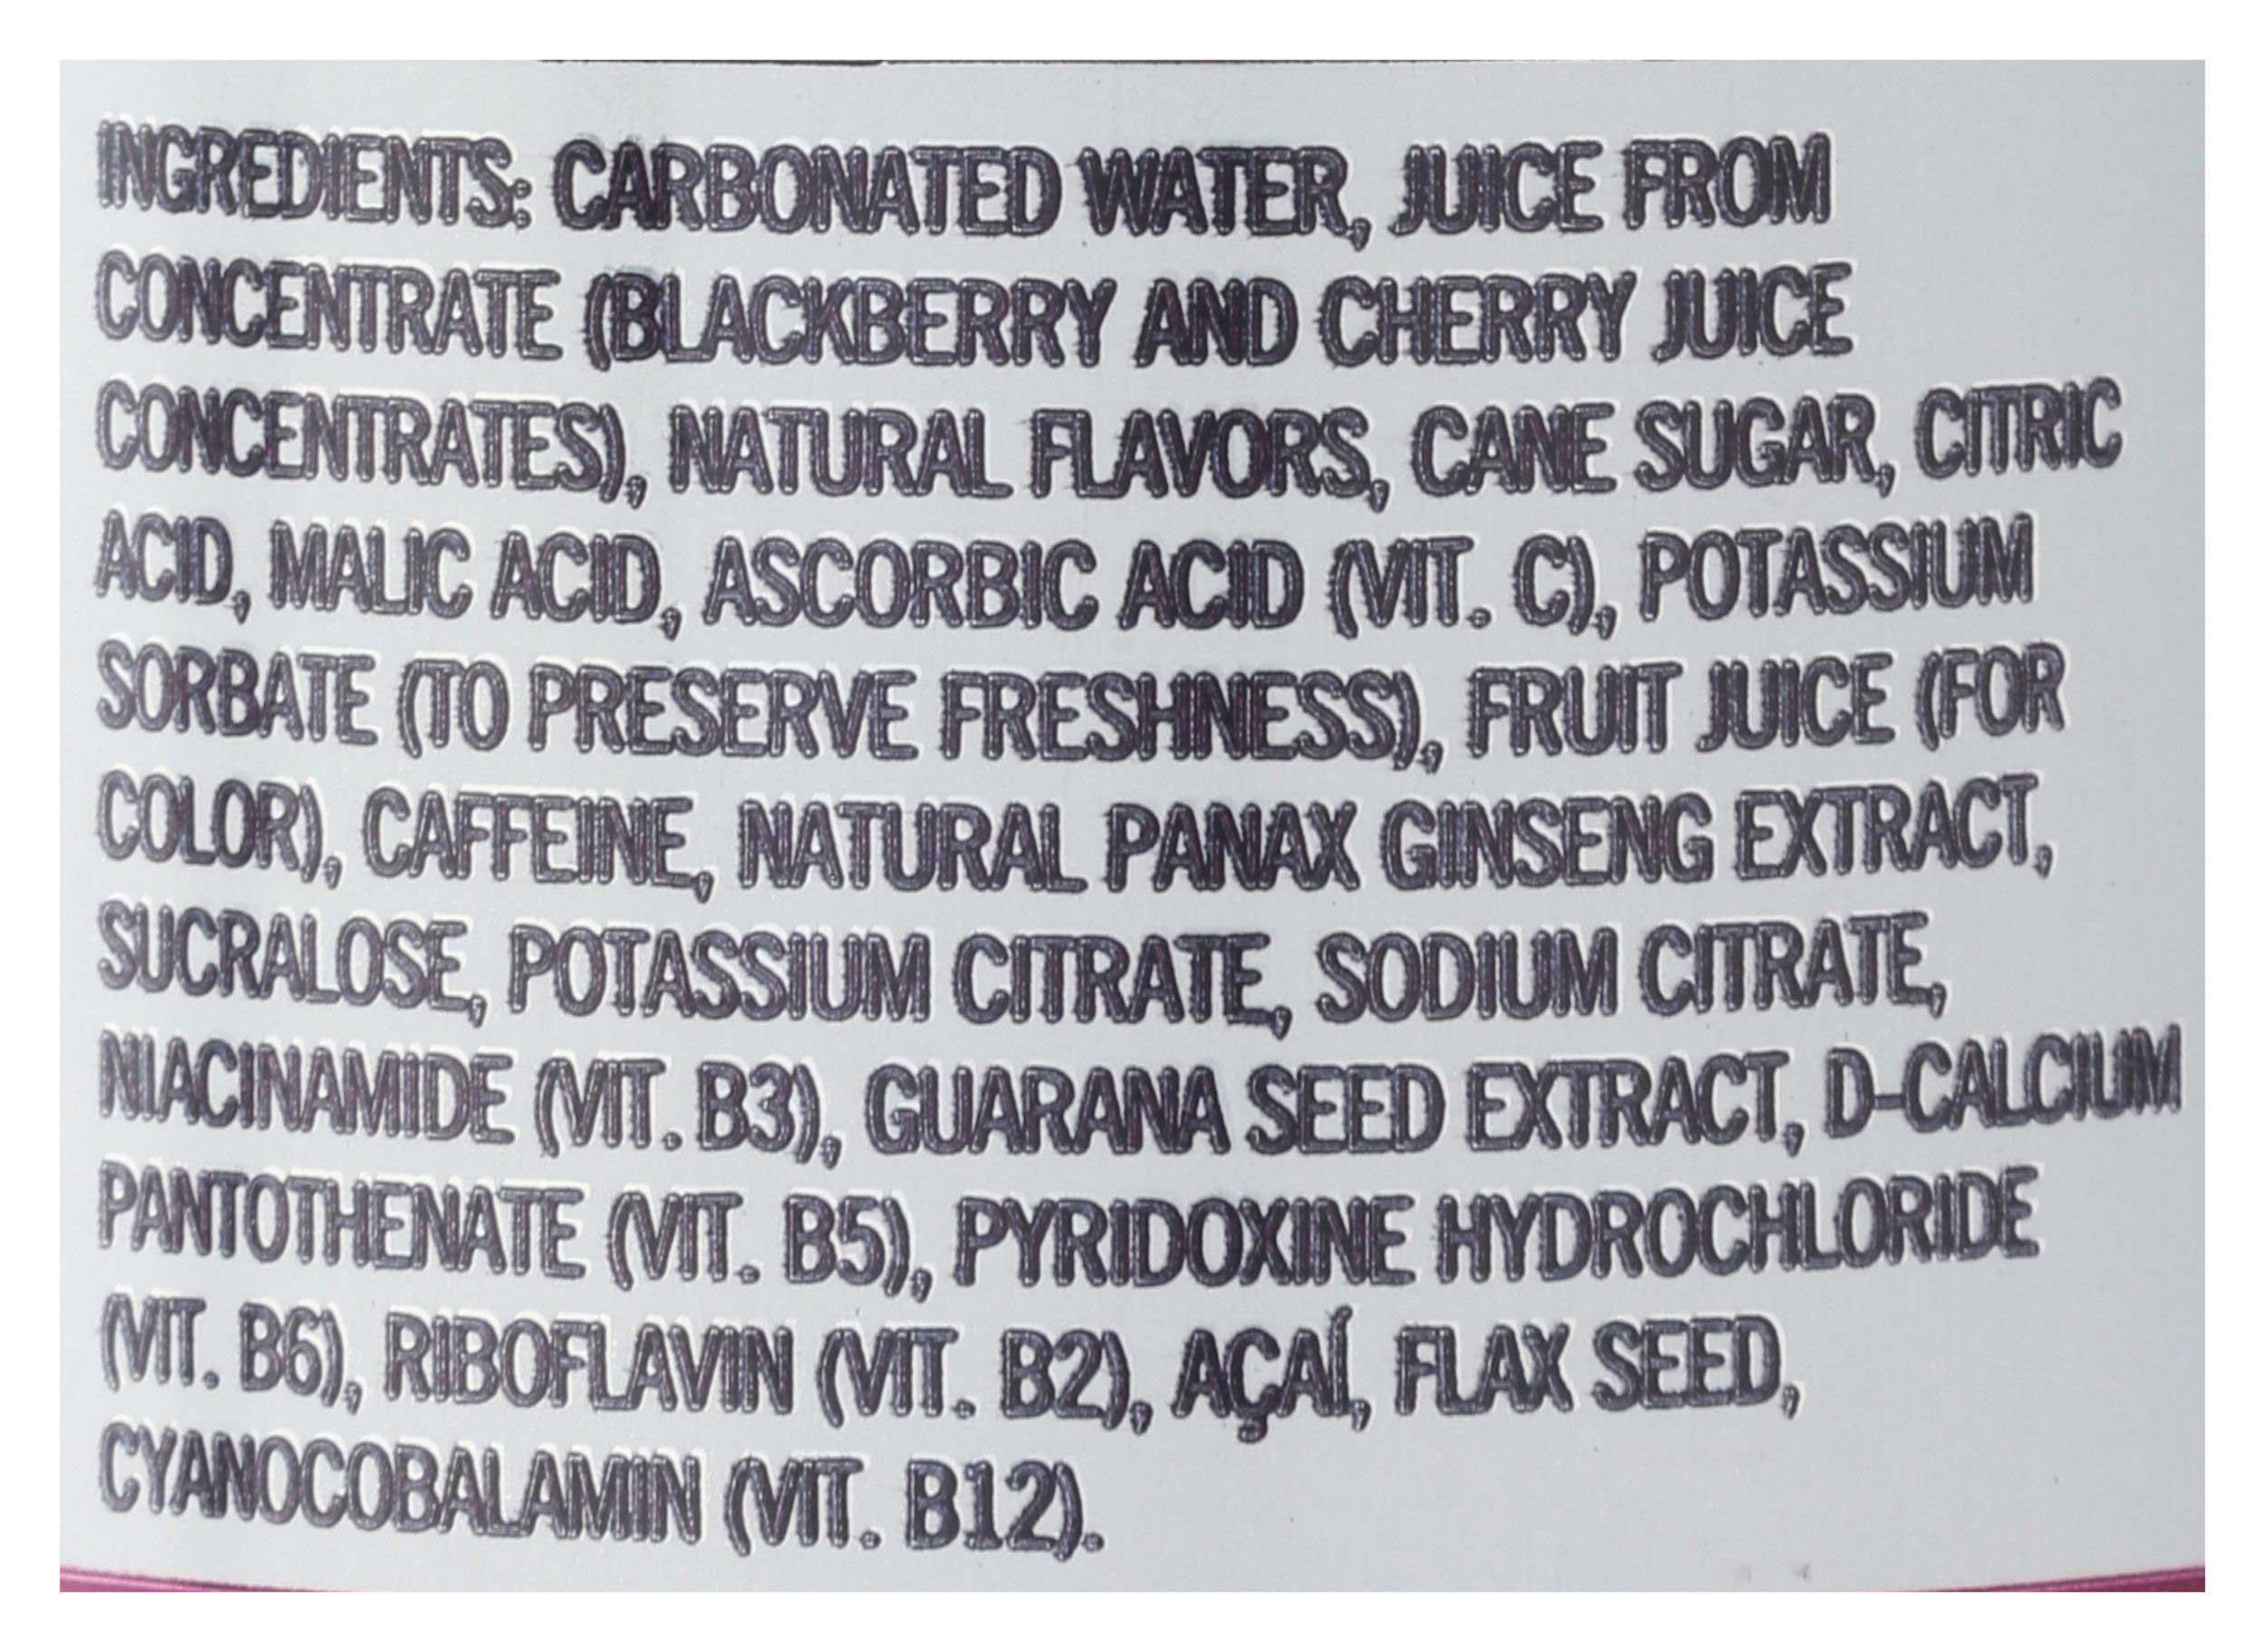 INGREDIENTS: CARBONATED WATER, JUICE FROM
CONCENTRATE (BLACKBERRY AND CHERRY JUICE
CONCENTRATES), NATURAL FLAVORS, CANE SUGAR, CITRIC
ACID, MALIC ACID, ASCORBIC ACID (VIT. C), POTASSIUM
SORBATE (TO PRESERVE FRESHNESS), FRUIT JUICE (FOR
COLOR), CAFFEINE, NATURAL PANAX GINSENG EXTRACT,
SUCRALOSE, POTASSIUM CITRATE, SODIUM CITRATE,
NIACINAMIDE (VIT. B3), GUARANA SEED EXTRACT, D-CALCIUM
PANTOTHENATE (VIT. B5), PYRIDOXINE HYDROCHLORIDE
(VIT. B6), RIBOFLAVIN (VIT. B2), AÇAÍ, FLAX SEED,
CYANOCOBALAMIN (VIT. B12).